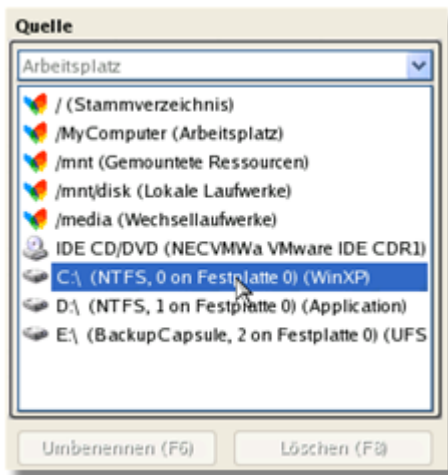 Quelle
Arbeitsplatz
/ (Stammverzeichnis)
/MyComputer (Arbeitsplatz)
/mnt (Gemountete Ressourcen)
/mnt/disk (Lokale Laufwerke)
/media (Wechsellaufwerke)
IDE CD/DVD (NECVMWa VMware IDE CDR1)
C:\ (NTFS, 0 on Festplatte 0) (WinXP)
D:\ (NTFS, 1 on Festplatte 0) (Application)
E:\ (BackupCapsule, 2 on Festplatte 0) (UFS
Umbenennen (F6) Löschen (F8)